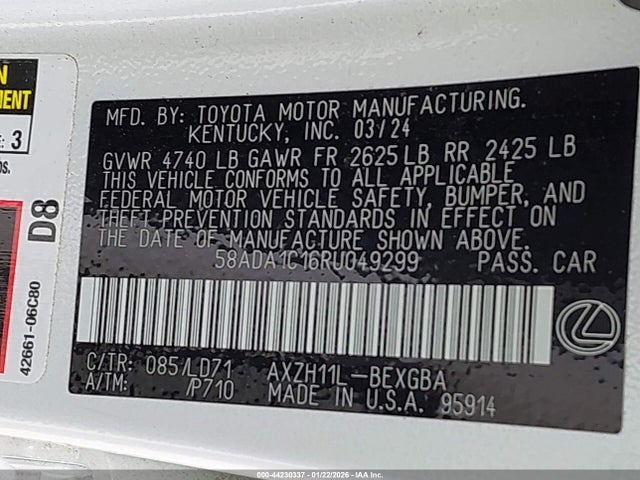 N
EMENT
E: 3
OS.
D8
42661-06C80
MFD. BY: TOYOTA MOTOR MANUFACTURING.
KENTUCKY, INC. 03/24
GVWR 4740 LB GAWR FR 2625 LB RR 2425 LB
THIS VEHICLE CONFORMS TO ALL APPLICABLE
FEDERAL MOTOR VEHICLE SAFETY, BUMPER, AND
THEFT PREVENTION STANDARDS IN EFFECT ON
THE DATE OF MANUFACTURE SHOWN ABOVE.
58ADA1C16RU049299 PASS. CAR
C/TR: 085/LD71 AXZH11L-BEXGBA
A/TM: /P710 MADE IN U.S.A. 95914
000-44230337 - 01/22/2026 - IAA Inc.